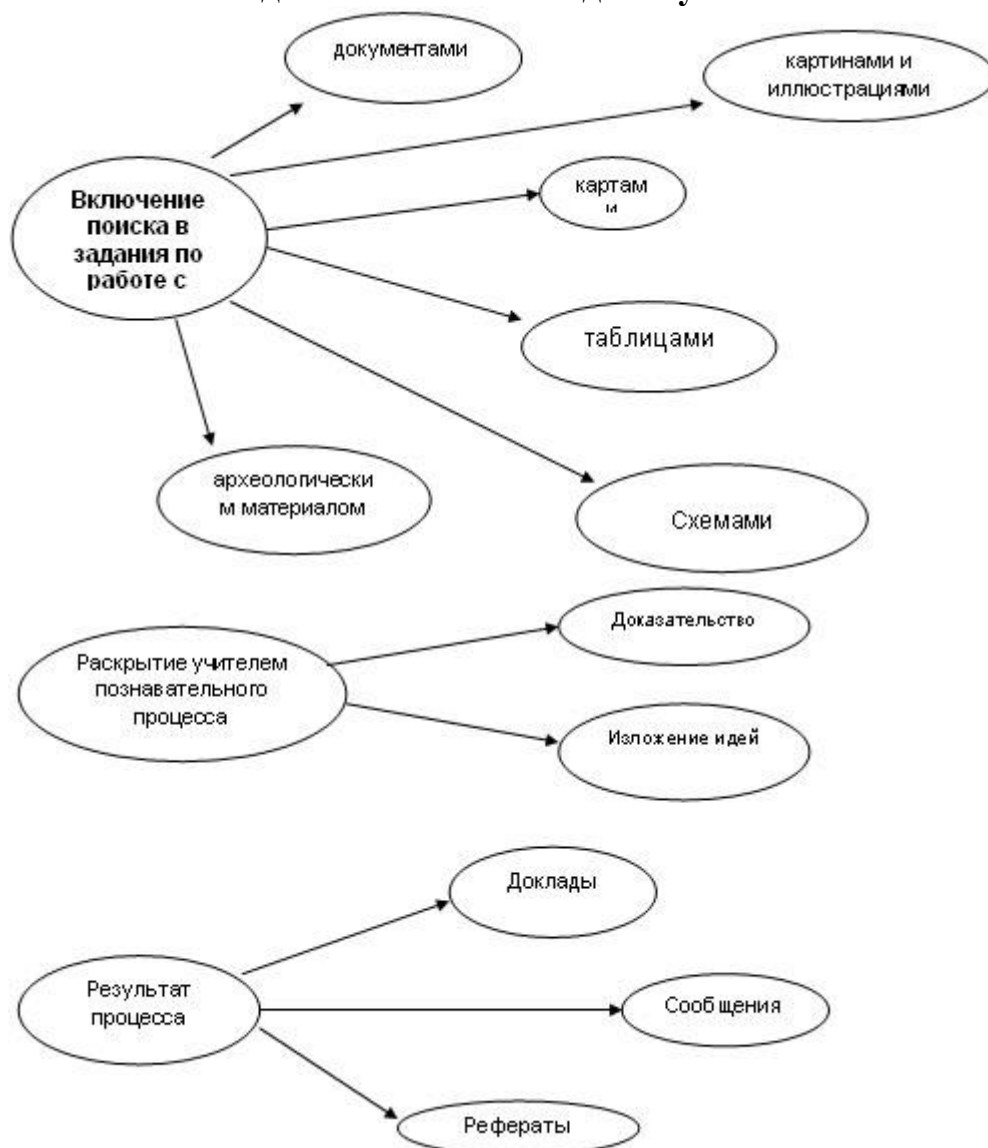 документами
картинами и
иллюстрациями
Включение
поиска в
задания по
работе с
картам
и
таблицами
археологически
м материалом
Схемами
Доказательство
Раскрытие учителем
познавательного
процесса
Изложение идей
Доклады
Результат
процесса
Сообщения
Рефераты